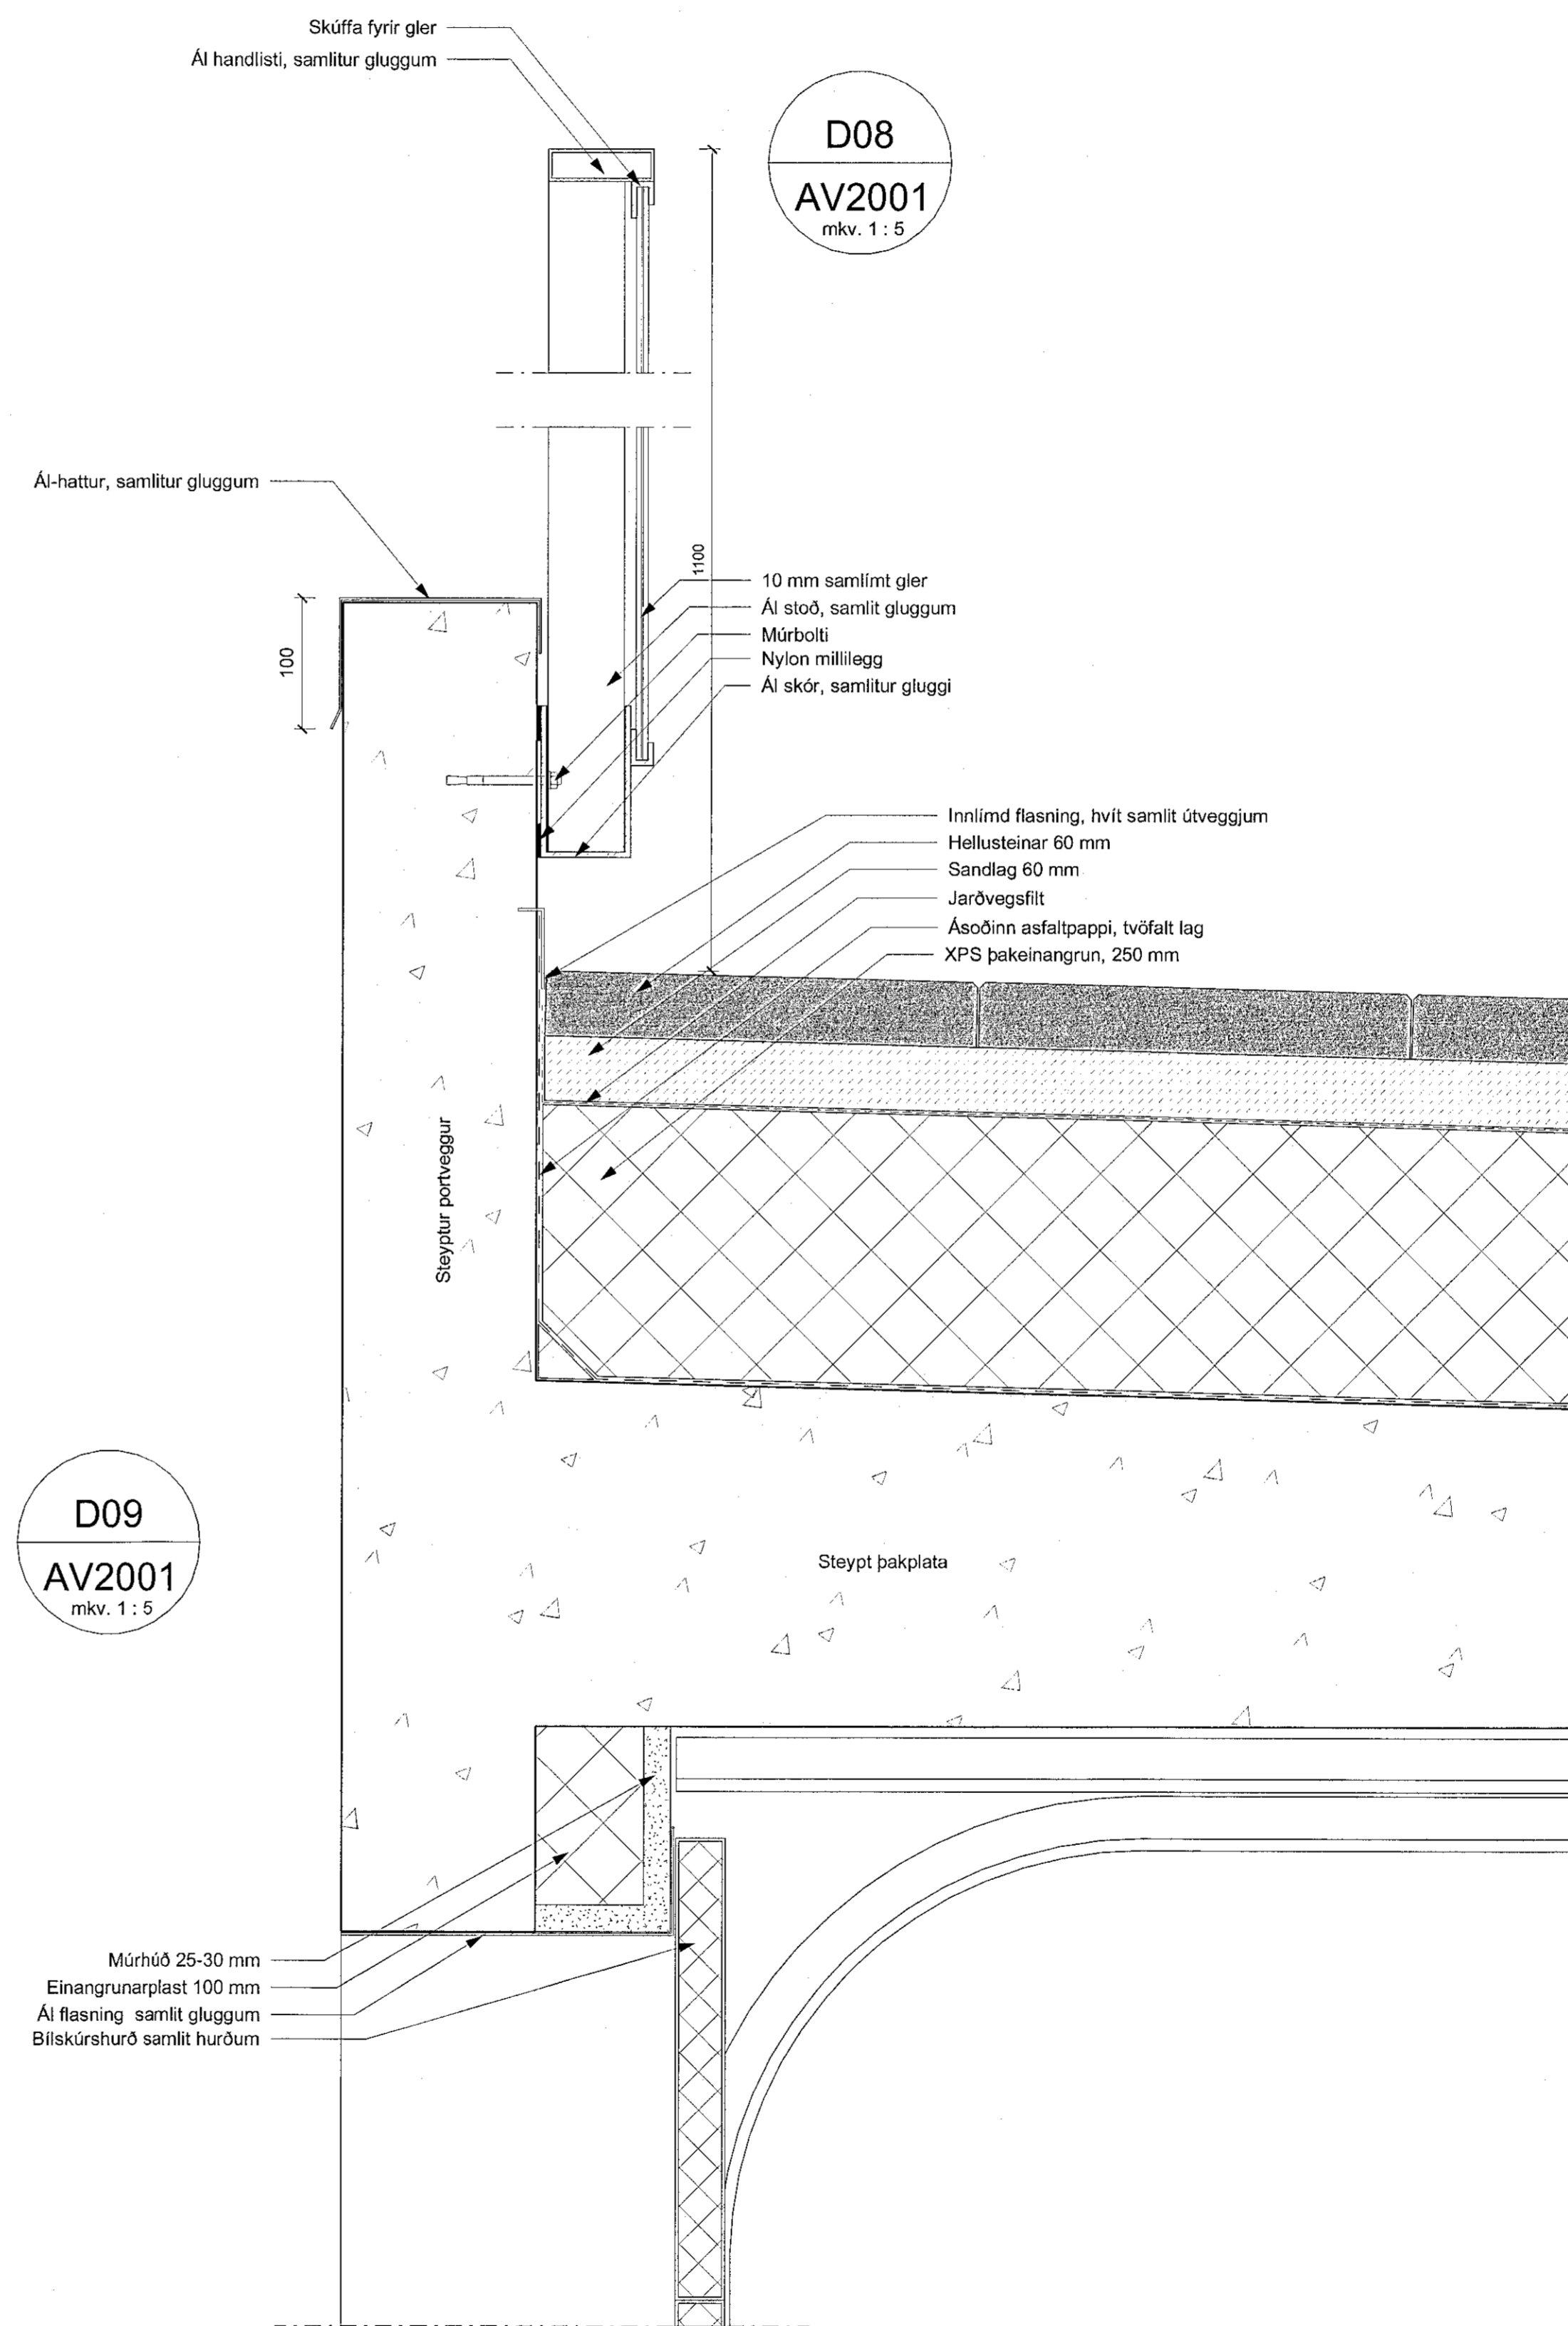 Skúffa fyrir gler
Ál handlisti, samlitur gluggum
D08
AV2001
mkv. 1 : 5
Ál-hattur, samlitur gluggum
1100
100
10 mm samlímt gler
Ál stoð, samlit gluggum
Múrbolti
Nylon millilegg
Ál skór, samlitur gluggi
Innlímd flasning, hvít samlit útveggjum
Hellusteinar 60 mm
Sandlag 60 mm
Jarðvegsfilt
Ásoðinn asfaltpappi, tvöfalt lag
XPS þakeinangrun, 250 mm
Steyptur portveggur
D09
AV2001
mkv. 1 : 5
Steypt þakplata
Múrhúð 25-30 mm
Einangrunarplast 100 mm
Ál flasning samlit gluggum
Bílskúrshurð samlit hurðum